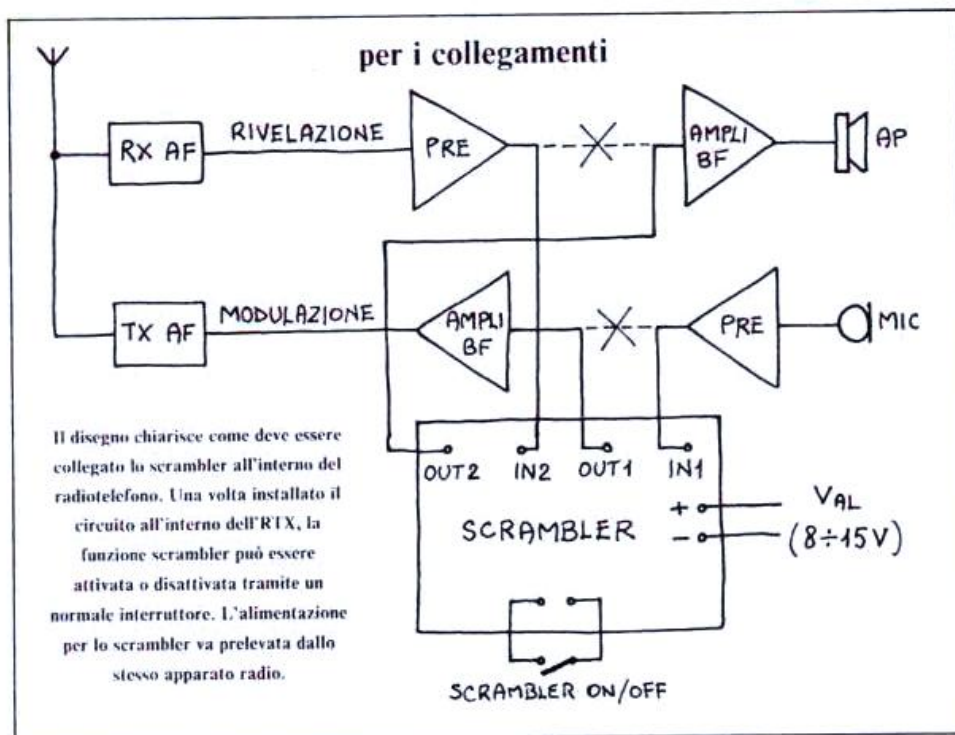 per i collegamenti
RX AF
RIVELAZIONE
PRE
AMPLI
BF
AP
TX AF
MODULAZIONE
AMPLI
BF
PRE
MIC
Il disegno chiarisce come deve essere
collegato lo scrambler all'interno del
radiotelefono. Una volta installato il
circuito all'interno dell'RTX, la
funzione scrambler può essere
attivata o disattivata tramite un
normale interruttore. L'alimentazione
per lo scrambler va prelevata dallo
stesso apparato radio.
OUT2 IN2 OUT1 IN1
SCRAMBLER
+
-
VAL
(8÷15V)
SCRAMBLER ON/OFF